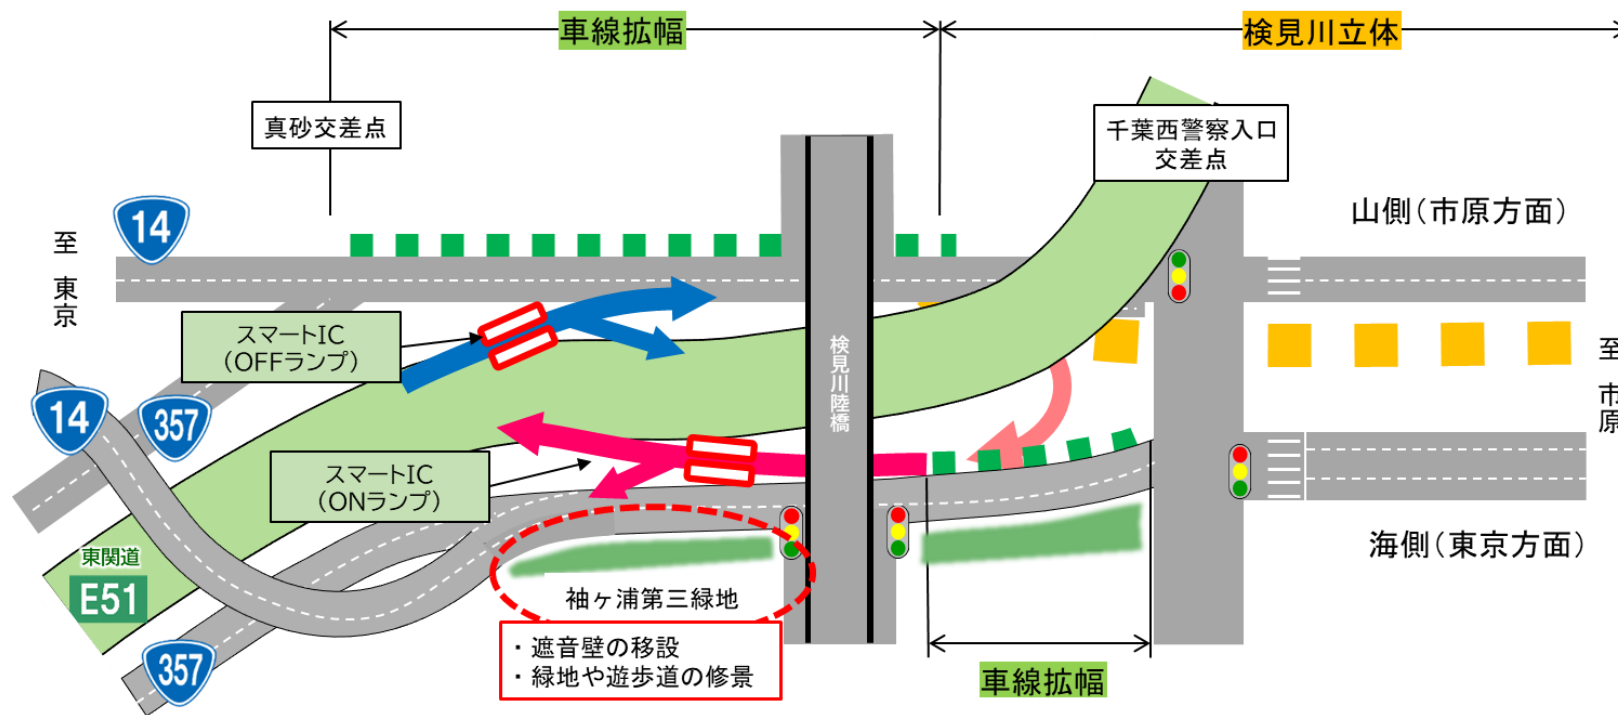 車線拡幅
検見川立体
真砂交差点
千葉西警察入口
交差点
14
至 東京
山側(市原方面)
スマートIC
(OFFランプ)
検見川陸橋
至 市原
14
357
スマートIC
(ONランプ)
東関道
E51
海側(東京方面)
袖ヶ浦第三緑地
・遮音壁の移設
・緑地や遊歩道の修景
357
車線拡幅